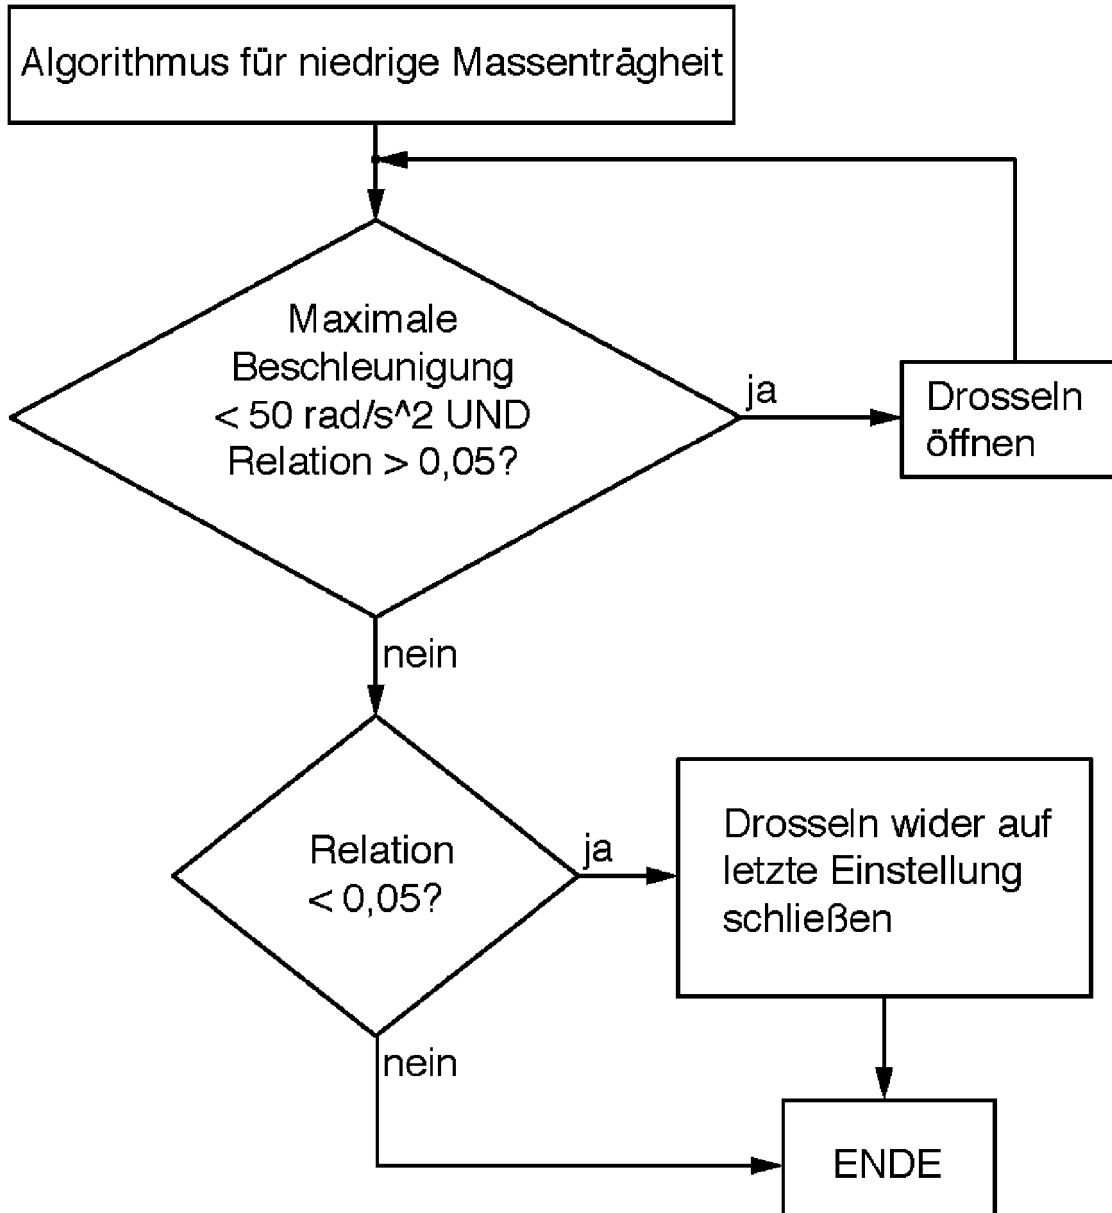 Algorithmus für niedrige Massenträgheit
Maximale
Beschleunigung
< 50 rad/s^2 UND
Relation > 0,05?
ja
Drosseln
öffnen
nein
Relation
< 0,05?
ja
Drosseln wider auf
letzte Einstellung
schließen
nein
ENDE